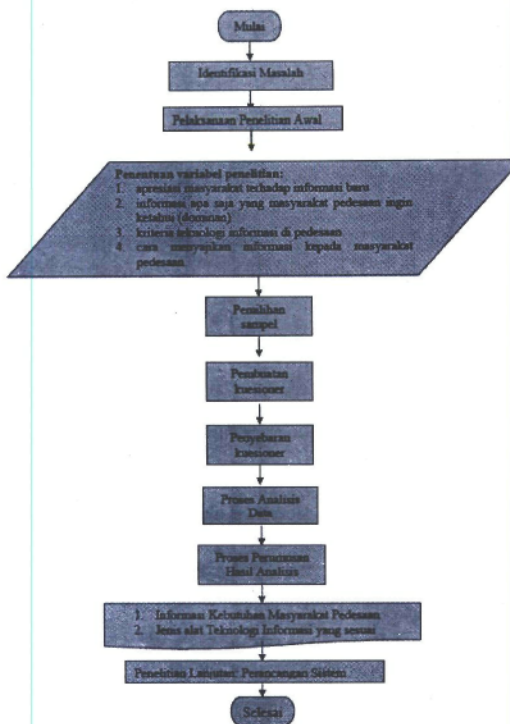 Mulai
Identifikasi Masalah
Pelaksanaan Penelitian Awal
Penentuan variabel penelitian:
1. apresiasi masyarakat terhadap informasi baru
2. informasi apa saja yang masyarakat pedesaan ingin
ketahui (dominan)
3. kriteria teknologi informasi di pedesaan
4. cara menyajikan informasi kepada masyarakat
pedesaan
Pemilihan
sampel
Pembuatan
kuesioner
Penyebaran
kuesioner
Proses Analisis
Data
Proses Perumusan
Hasil Analisis
1. Informasi Kebutuhan Masyarakat Pedesaan
2. Jenis alat Teknologi Informasi yang sesuai
Penelitian Lanjutan: Perancangan Sistem
Selesai